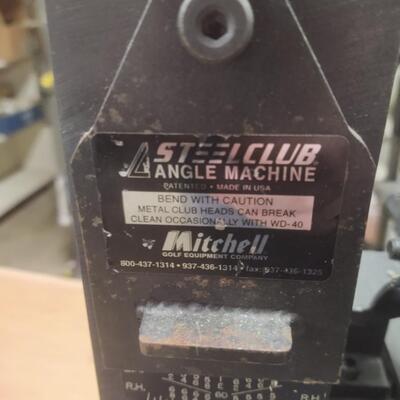 STEELCLUB
ANGLE MACHINE
PATENTED • MADE IN USA
BEND WITH CAUTION
METAL CLUB HEADS CAN BREAK
CLEAN OCCASIONALLY WITH WD-40
Mitchell
GOLF EQUIPMENT COMPANY
800-437-1314 • 937-436-1314 • fax: 937-436-1325
R.H.
R.H.